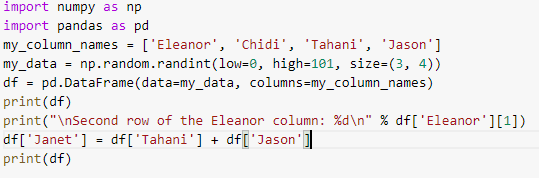 import numpy as np
import pandas as pd
my_column_names = ['Eleanor', 'Chidi', 'Tahani', 'Jason']
my_data = np.random.randint(low=0, high=101, size=(3, 4))
df = pd.DataFrame(data=my_data, columns=my_column_names)
print(df)
print("\nSecond row of the Eleanor column: %d\n" % df['Eleanor'][1])
df['Janet'] = df['Tahani'] + df['Jason']
print(df)